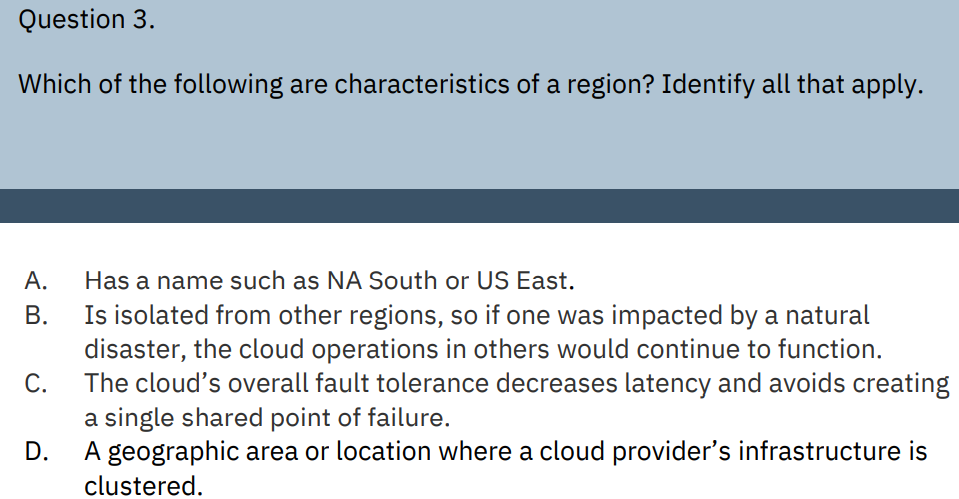 Question 3.
Which of the following are characteristics of a region? Identify all that apply.
A. Has a name such as NA South or US East.
B. Is isolated from other regions, so if one was impacted by a natural
disaster, the cloud operations in others would continue to function.
C. The cloud’s overall fault tolerance decreases latency and avoids creating
a single shared point of failure.
D. A geographic area or location where a cloud provider’s infrastructure is
clustered.